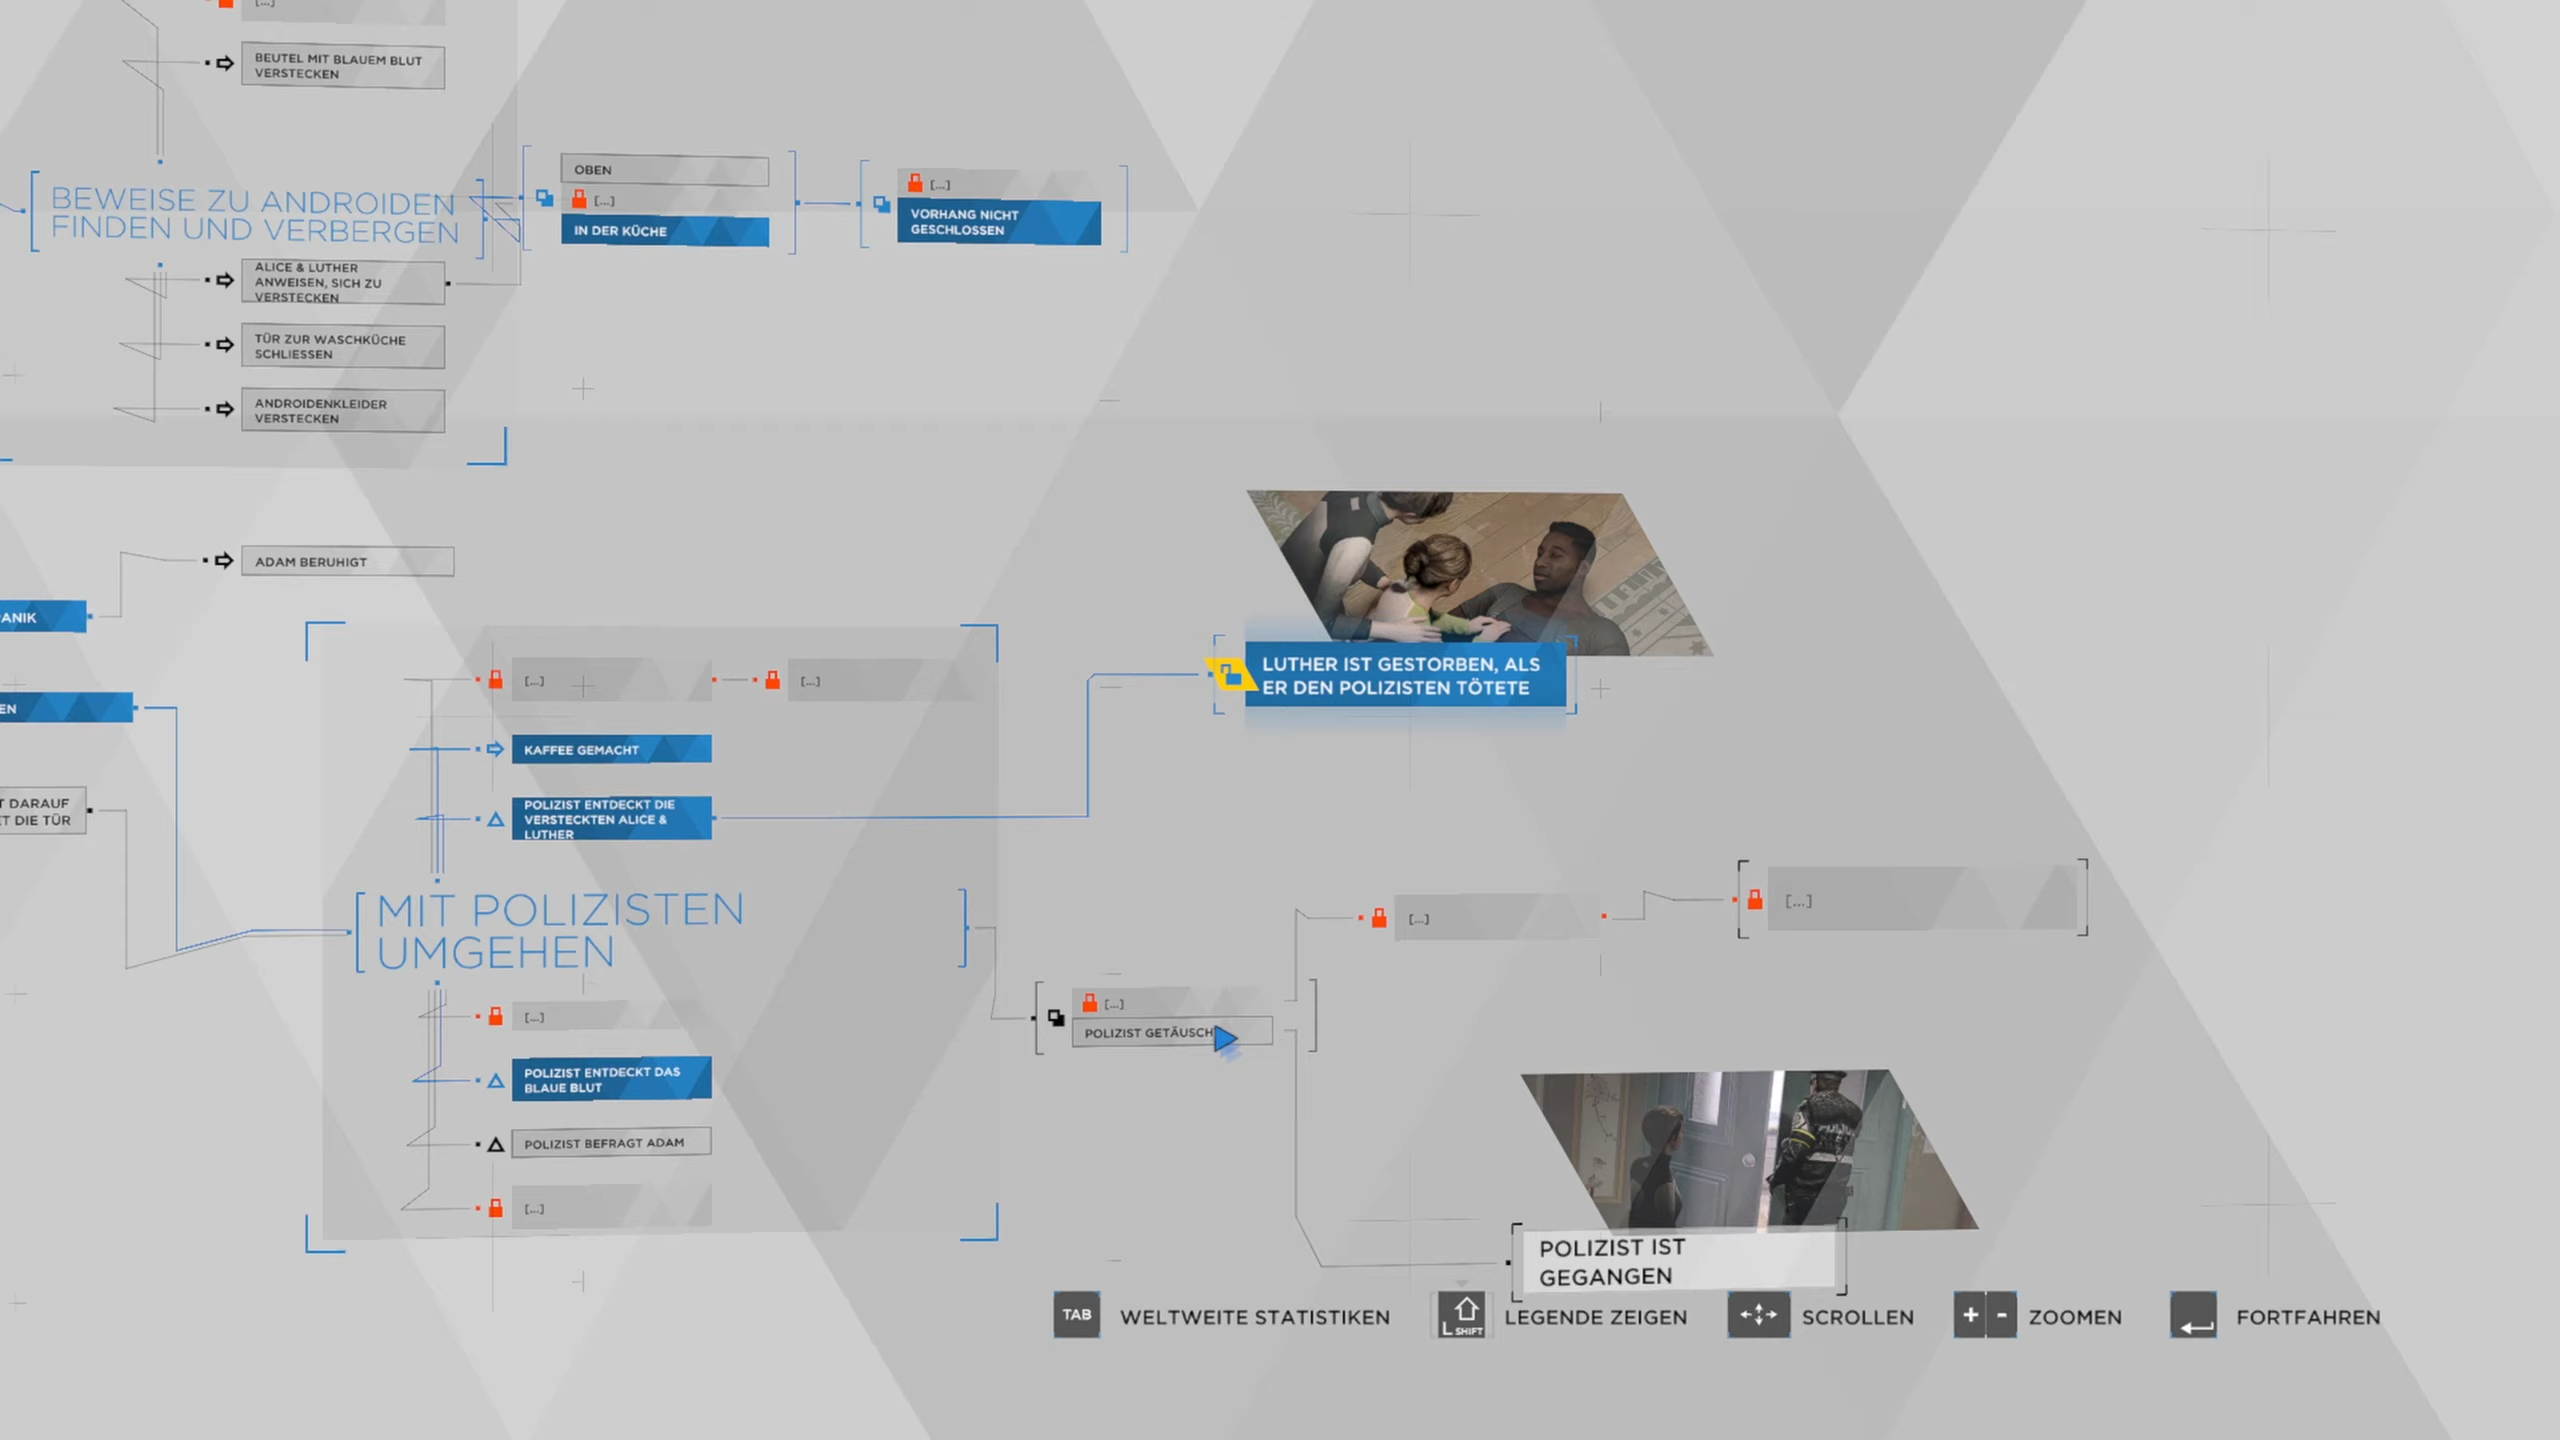 [...]
BEUTEL MIT BLAUEM BLUT
VERSTECKEN
BEWEISE ZU ANDROIDEN
FINDEN UND VERBERGEN
OBEN
[...]
IN DER KÜCHE
[...]
VORHANG NICHT
GESCHLOSSEN
ALICE & LUTHER
ANWEISEN, SICH ZU
VERSTECKEN
TÜR ZUR WASCHKÜCHE
SCHLIESSEN
ANDROIDENKLEIDER
VERSTECKEN
ADAM BERUHIGT
ANIK
EN
T DARAUF
ET DIE TÜR
[...]
[...]
KAFFEE GEMACHT
POLIZIST ENTDECKT DIE
VERSTECKTEN ALICE &
LUTHER
LUTHER IST GESTORBEN, ALS
ER DEN POLIZISTEN TÖTETE
MIT POLIZISTEN
UMGEHEN
[...]
POLIZIST ENTDECKT DAS
BLAUE BLUT
POLIZIST BEFRAGT ADAM
[...]
[...]
POLIZIST GETÄUSCH
[...]
[...]
POLIZIST IST
GEGANGEN
TAB WELTWEITE STATISTIKEN
L SHIFT LEGENDE ZEIGEN
SCROLLEN
+ - ZOOMEN
FORTFAHREN